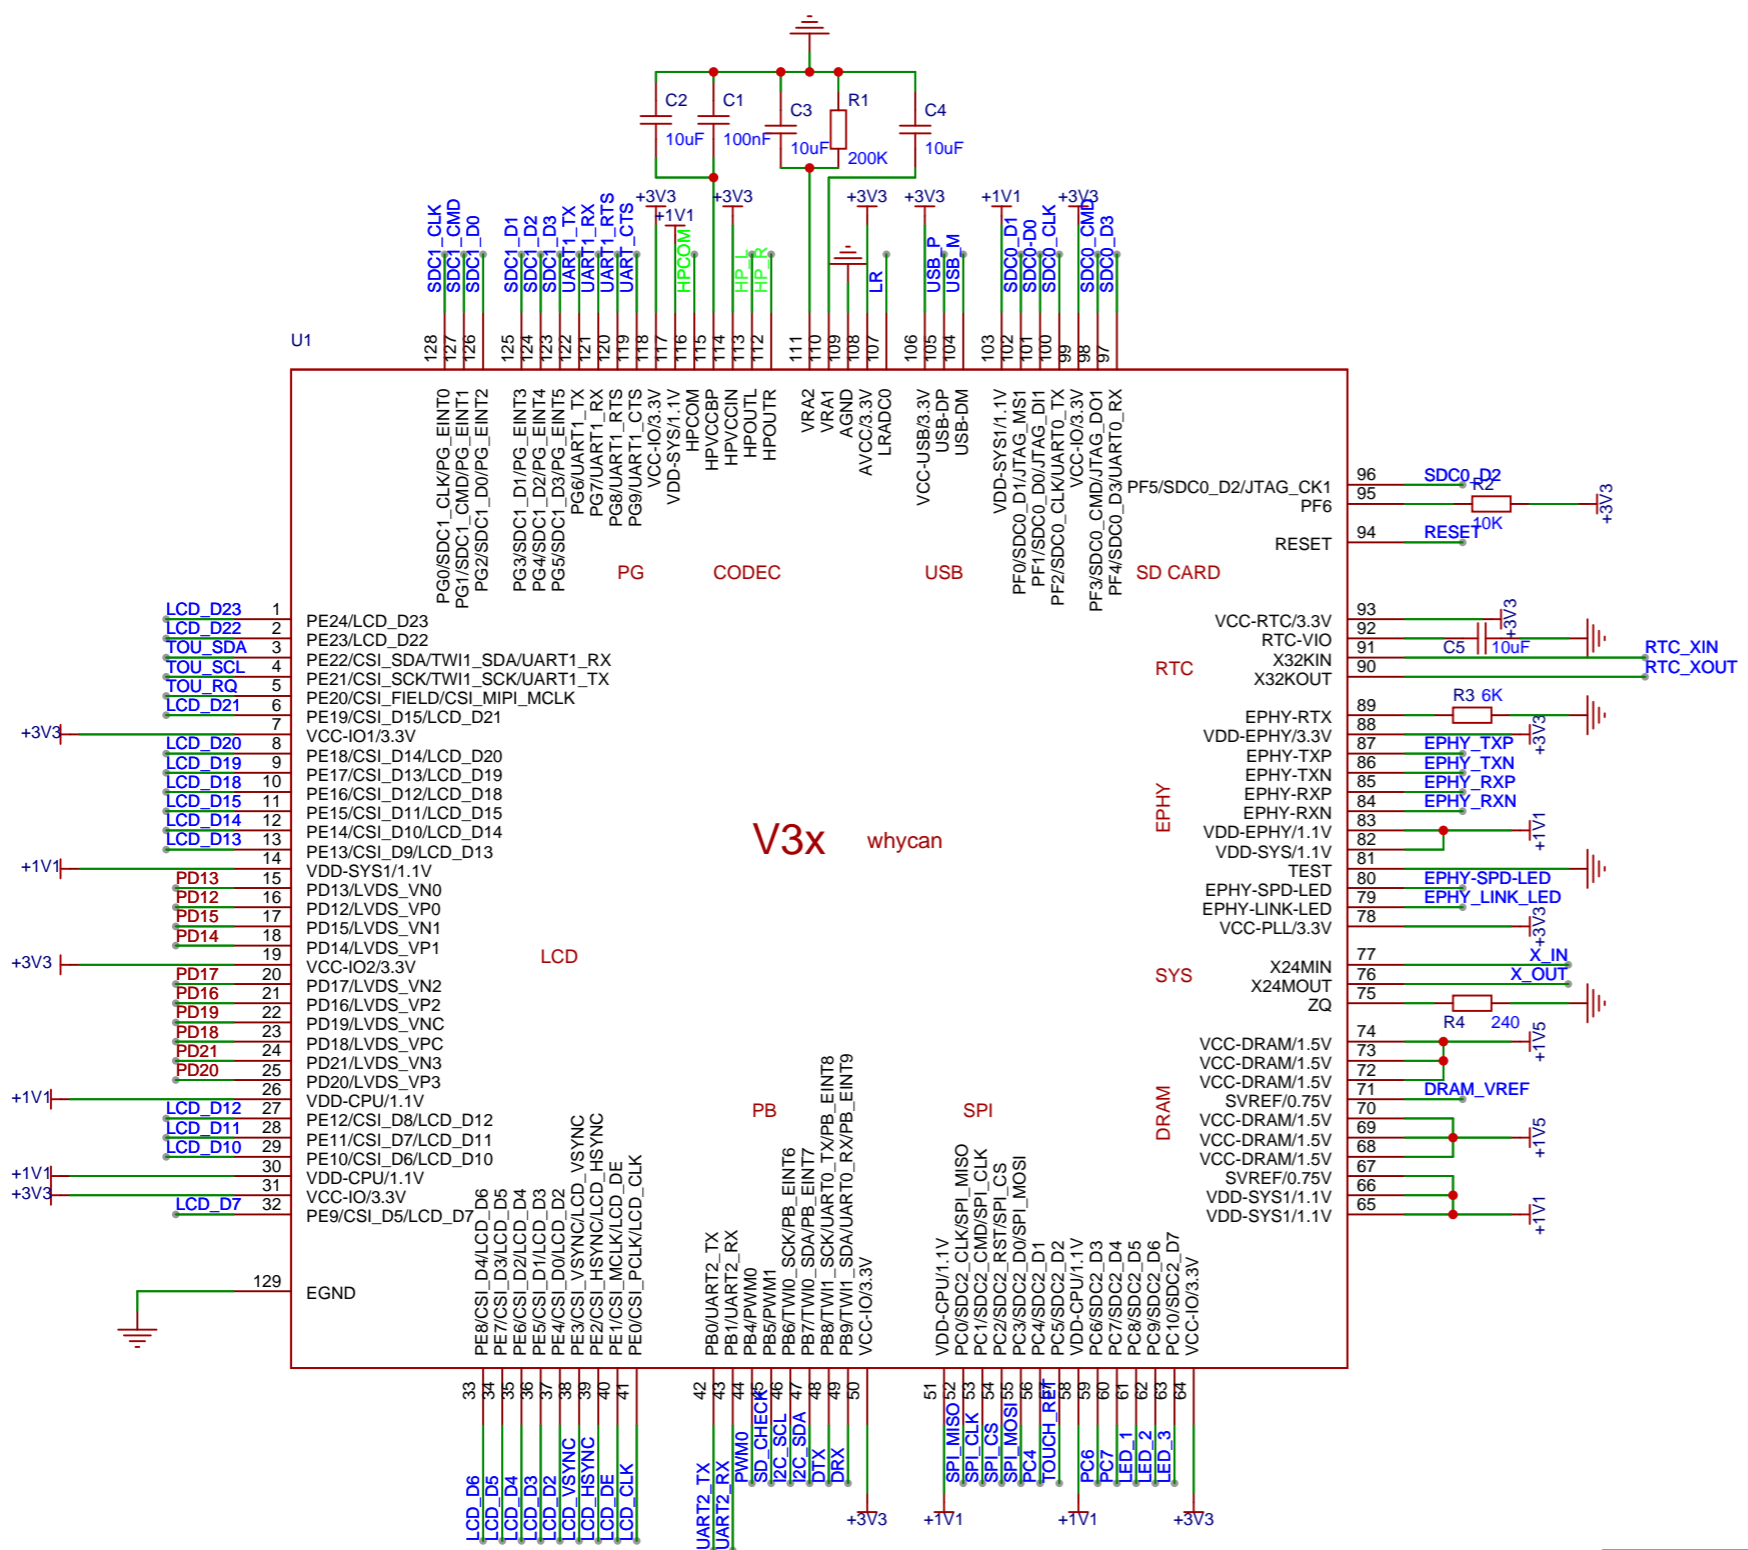 C2
10uF
C1
100nF
C3
10uF
R1
200K
C4
10uF
+3V3
+1V1
+3V3
+3V3
+3V3
+1V1
+3V3
SDC1_CLK
SDC1_CMD
SDC1_D0
SDC1_D1
SDC1_D2
SDC1_D3
UART1_TX
UART1_RX
UART1_RTS
UART_CTS
HPCOM
HP_L
HP_R
LR
USB_P
USB_M
SDC0_D1
SDC0-D0
SDC0_CLK
SDC0_CMD
SDC0_D3
U1
128
127
126
125
124
123
122
121
120
119
118
117
116
115
114
113
112
111
110
109
108
107
106
105
104
103
102
101
100
99
98
97
PG0/SDC1_CLK/PG_EINT0
PG1/SDC1_CMD/PG_EINT1
PG2/SDC1_D0/PG_EINT2
PG3/SDC1_D1/PG_EINT3
PG4/SDC1_D2/PG_EINT4
PG5/SDC1_D3/PG_EINT5
PG6/UART1_TX
PG7/UART1_RX
PG8/UART1_RTS
PG9/UART1_CTS
VCC-IO/3.3V
VDD-SYS/1.1V
HPCOM
HPVCCBP
HPVCCIN
HPOUTL
HPOUTR
VRA2
VRA1
AGND
AVCC/3.3V
LRADC0
VCC-USB/3.3V
USB-DP
USB-DM
VDD-SYS1/1.1V
PF0/SDC0_D1/JTAG_MS1
PF1/SDC0_D0/JTAG_DI1
PF2/SDC0_CLK/UART0_TX
VCC-IO/3.3V
PF3/SDC0_CMD/JTAG_DO1
PF4/SDC0_D3/UART0_RX
PG
CODEC
USB
SD CARD
PF5/SDC0_D2/JTAG_CK1 96 SDC0_D2
PF6 95 R2 10K +3V3
RESET 94 RESET
LCD_D23 1 PE24/LCD_D23
LCD_D22 2 PE23/LCD_D22
TOU_SDA 3 PE22/CSI_SDA/TWI1_SDA/UART1_RX
TOU_SCL 4 PE21/CSI_SCK/TWI1_SCK/UART1_TX
TOU_RQ 5 PE20/CSI_FIELD/CSI_MIPI_MCLK
LCD_D21 6 PE19/CSI_D15/LCD_D21
+3V3 7 VCC-IO1/3.3V
LCD_D20 8 PE18/CSI_D14/LCD_D20
LCD_D19 9 PE17/CSI_D13/LCD_D19
LCD_D18 10 PE16/CSI_D12/LCD_D18
LCD_D15 11 PE15/CSI_D11/LCD_D15
LCD_D14 12 PE14/CSI_D10/LCD_D14
LCD_D13 13 PE13/CSI_D9/LCD_D13
+1V1 14 VDD-SYS1/1.1V
PD13 15 PD13/LVDS_VN0
PD12 16 PD12/LVDS_VP0
PD15 17 PD15/LVDS_VN1
PD14 18 PD14/LVDS_VP1
+3V3 19 VCC-IO2/3.3V
PD17 20 PD17/LVDS_VN2
PD16 21 PD16/LVDS_VP2
PD19 22 PD19/LVDS_VNC
PD18 23 PD18/LVDS_VPC
PD21 24 PD21/LVDS_VN3
PD20 25 PD20/LVDS_VP3
+1V1 26 VDD-CPU/1.1V
LCD_D12 27 PE12/CSI_D8/LCD_D12
LCD_D11 28 PE11/CSI_D7/LCD_D11
LCD_D10 29 PE10/CSI_D6/LCD_D10
+1V1 30 VDD-CPU/1.1V
+3V3 31 VCC-IO/3.3V
LCD_D7 32 PE9/CSI_D5/LCD_D7
129 EGND
V3x whycan
LCD
RTC
EPHY
SYS
DRAM
PB
SPI
VCC-RTC/3.3V 93 +3V3
RTC-VIO 92 C5 10uF
X32KIN 91 RTC_XIN
X32KOUT 90 RTC_XOUT
EPHY-RTX 89 R3 6K
VDD-EPHY/3.3V 88 +3V3
EPHY-TXP 87 EPHY_TXP
EPHY-TXN 86 EPHY_TXN
EPHY-RXP 85 EPHY_RXP
EPHY-RXN 84 EPHY_RXN
VDD-EPHY/1.1V 83 +1V1
VDD-SYS/1.1V 82
TEST 81
EPHY-SPD-LED 80 EPHY-SPD-LED
EPHY-LINK-LED 79 EPHY_LINK_LED
VCC-PLL/3.3V 78 +3V3
X24MIN 77 X_IN
X24MOUT 76 X_OUT
ZQ 75 R4 240
VCC-DRAM/1.5V 74 +1V5
VCC-DRAM/1.5V 73
VCC-DRAM/1.5V 72
SVREF/0.75V 71 DRAM_VREF
VCC-DRAM/1.5V 70
VCC-DRAM/1.5V 69 +1V5
VCC-DRAM/1.5V 68
SVREF/0.75V 67
VDD-SYS1/1.1V 66
VDD-SYS1/1.1V 65 +1V1
PE8/CSI_D4/LCD_D6
PE7/CSI_D3/LCD_D5
PE6/CSI_D2/LCD_D4
PE5/CSI_D1/LCD_D3
PE4/CSI_D0/LCD_D2
PE3/CSI_VSYNC/LCD_VSYNC
PE2/CSI_HSYNC/LCD_HSYNC
PE1/CSI_MCLK/LCD_DE
PE0/CSI_PCLK/LCD_CLK
PB0/UART2_TX
PB1/UART2_RX
PB4/PWM0
PB5/PWM1
PB6/TWI0_SCK/PB_EINT6
PB7/TWI0_SDA/PB_EINT7
PB8/TWI1_SCK/UART0_TX/PB_EINT8
PB9/TWI1_SDA/UART0_RX/PB_EINT9
VCC-IO/3.3V
VDD-CPU/1.1V
PC0/SDC2_CLK/SPI_MISO
PC1/SDC2_CMD/SPI_CLK
PC2/SDC2_RST/SPI_CS
PC3/SDC2_D0/SPI_MOSI
PC4/SDC2_D1
PC5/SDC2_D2
VDD-CPU/1.1V
PC6/SDC2_D3
PC7/SDC2_D4
PC8/SDC2_D5
PC9/SDC2_D6
PC10/SDC2_D7
VCC-IO/3.3V
33
34
35
36
37
38
39
40
41
42
43
44
45
46
47
48
49
50
51
52
53
54
55
56
58
59
60
61
62
63
64
LCD_D6
LCD_D5
LCD_D4
LCD_D3
LCD_D2
LCD_VSYNC
LCD_HSYNC
LCD_DE
LCD_CLK
UART2_TX
UART2_RX
PWM0
SD_CHECK
I2C_SCL
I2C_SDA
DTX
DRX
+3V3
+1V1
SPI_MISO
SPI_CLK
SPI_CS
SPI_MOSI
PC4
TOUCH_RET
+1V1
PC6
PC7
LED_1
LED_2
LED_3
+3V3